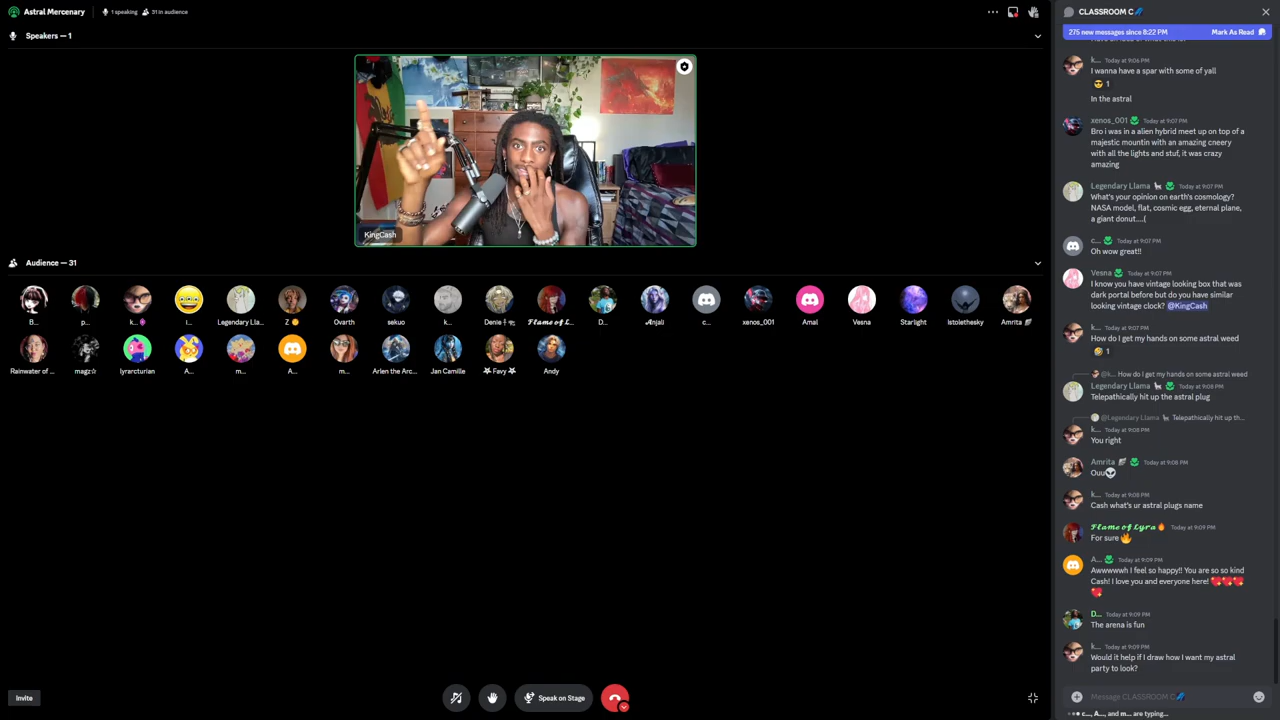 Astral Mercenary
1 speaking
31 in audience
Speakers — 1
KingCash
Audience — 31
B...
p...
k...
I...
Legendary Lla...
Z
Ovarth
sekuo
k...
Denie
Flame of L...
D...
Anjali
c...
xenos_001
Amal
Vesna
Starlight
Istolethesky
Amrita
Rainwater of ...
magz☆
lyrarcturian
A...
m...
A...
m...
Arien the Arc...
Jan Camille
Favy
Andy
Invite
Speak on Stage
CLASSROOM C
275 new messages since 8:22 PM
Mark As Read
k... Today at 9:06 PM
I wanna have a spar with some of yall
😎 1
In the astral
xenos_001 Today at 9:07 PM
Bro i was in a alien hybrid meet up on top of a
majestic mountin with an amazing cneery
with all the lights and stuf, it was crazy
amazing
Legendary Llama 🦙 Today at 9:07 PM
What's your opinion on earth's cosmology?
NASA model, flat, cosmic egg, eternal plane,
a giant donut....(
c... Today at 9:07 PM
Oh wow great!!
Vesna Today at 9:07 PM
I know you have vintage looking box that was
dark portal before but do you have similar
looking vintage clock? @KingCash
k... Today at 9:07 PM
How do I get my hands on some astral weed
🤣 1
@k... How do I get my hands on some astral weed
Legendary Llama 🦙 Today at 9:08 PM
Telepathically hit up the astral plug
@Legendary Llama 🦙 Telepathically hit up th...
k... Today at 9:08 PM
You right
Amrita Today at 9:08 PM
Ouu👽
k... Today at 9:08 PM
Cash what's ur astral plugs name
Flame of Lyra🔥 Today at 9:09 PM
For sure🔥
A... Today at 9:09 PM
Awwwwwh I feel so happy!! You are so so kind
Cash! I love you and everyone here! 💖💖💖
💖
D... Today at 9:09 PM
The arena is fun
k... Today at 9:09 PM
Would it help if I draw how I want my astral
party to look?
Message CLASSROOM C
c..., A..., and m... are typing...